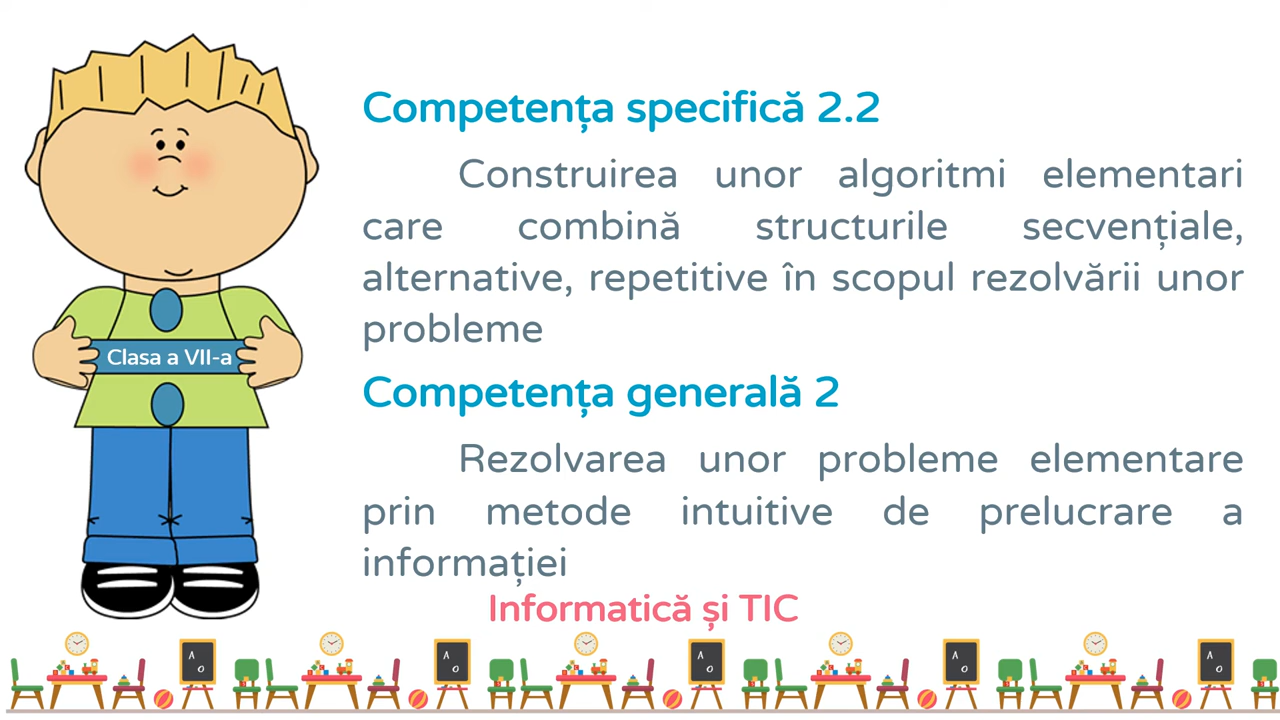 Competența specifică 2.2
Construirea unor algoritmi elementari
care combină structurile secvențiale,
alternative, repetitive în scopul rezolvării unor
probleme
Clasa a VII-a
Competența generală 2
Rezolvarea unor probleme elementare
prin metode intuitive de prelucrare a
informației
Informatică și TIC